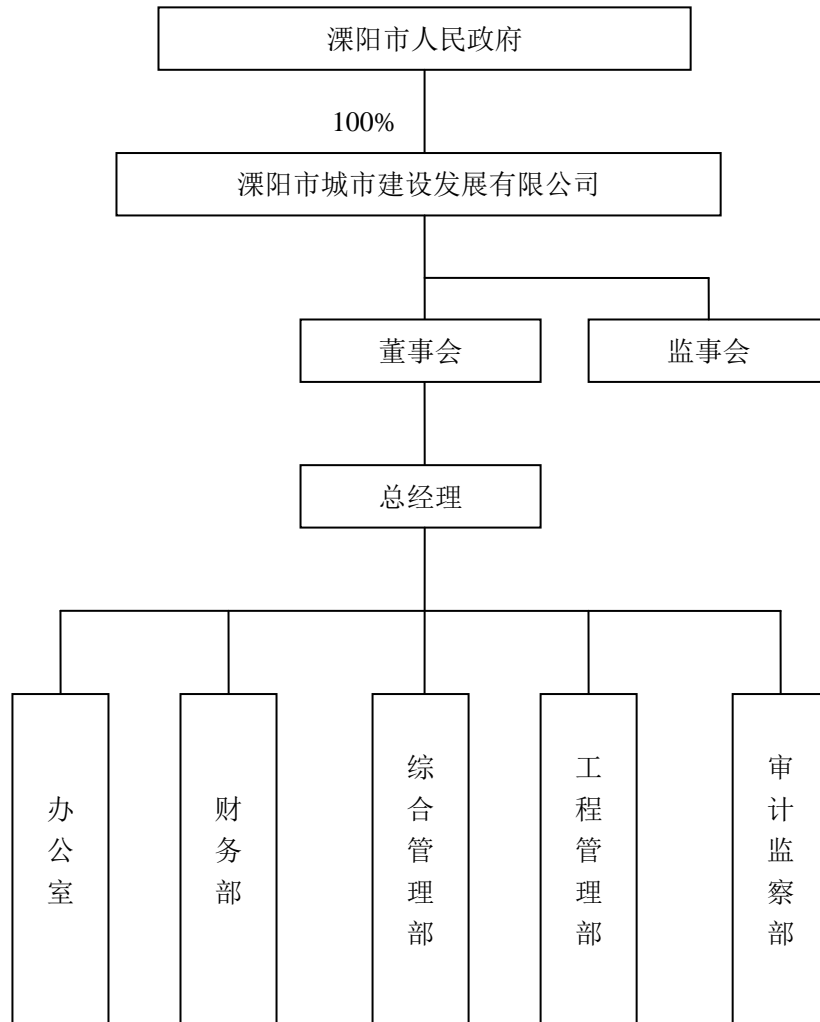 溧阳市人民政府
100%
溧阳市城市建设发展有限公司
董事会
监事会
总经理
办公室
财务部
综合管理部
工程管理部
审计监察部